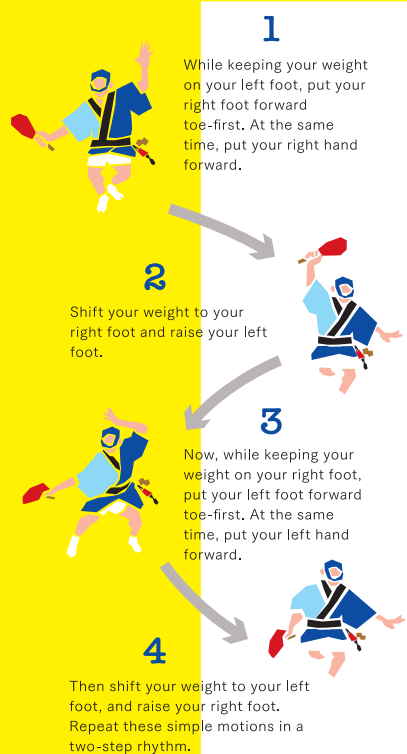 1
While keeping your weight
on your left foot, put your
right foot forward
toe-first. At the same
time, put your right hand
forward.
2
Shift your weight to your
right foot and raise your left
foot.
3
Now, while keeping your
weight on your right foot,
put your left foot forward
toe-first. At the same
time, put your left hand
forward.
4
Then shift your weight to your left
foot, and raise your right foot.
Repeat these simple motions in a
two-step rhythm.